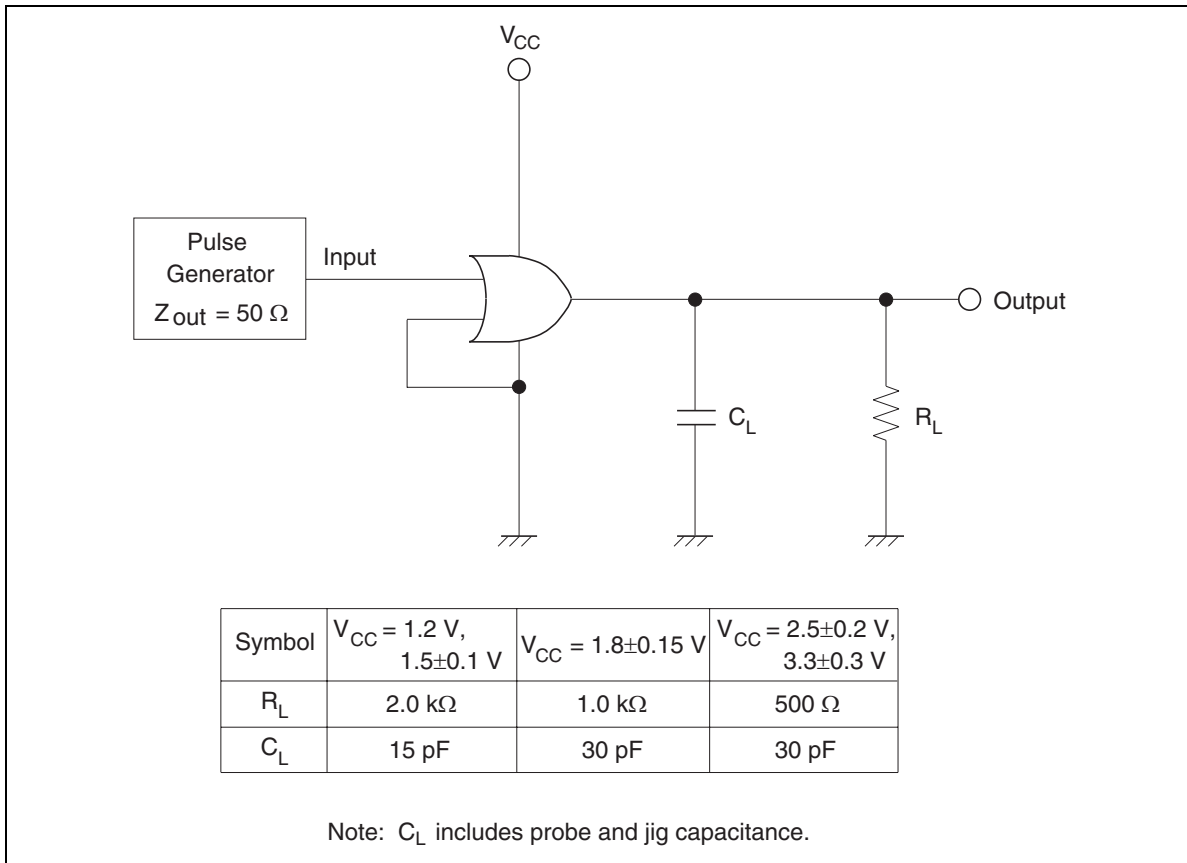 VCC
Pulse
Generator
Zout = 50 Ω
Input
Output
CL
RL
Symbol
VCC = 1.2 V,
1.5±0.1 V
VCC = 1.8±0.15 V
VCC = 2.5±0.2 V,
3.3±0.3 V
RL
2.0 kΩ
1.0 kΩ
500 Ω
CL
15 pF
30 pF
30 pF
Note: CL includes probe and jig capacitance.